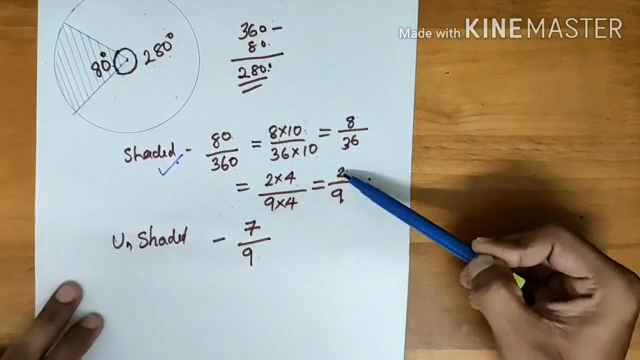 Made with KINEMASTER
360 -
80
280°
80° 280°
Shaded - 80/360 = 8×10/36×10 = 8/36
= 2×4/9×4 = 2/9
Un Shaded - 7/9